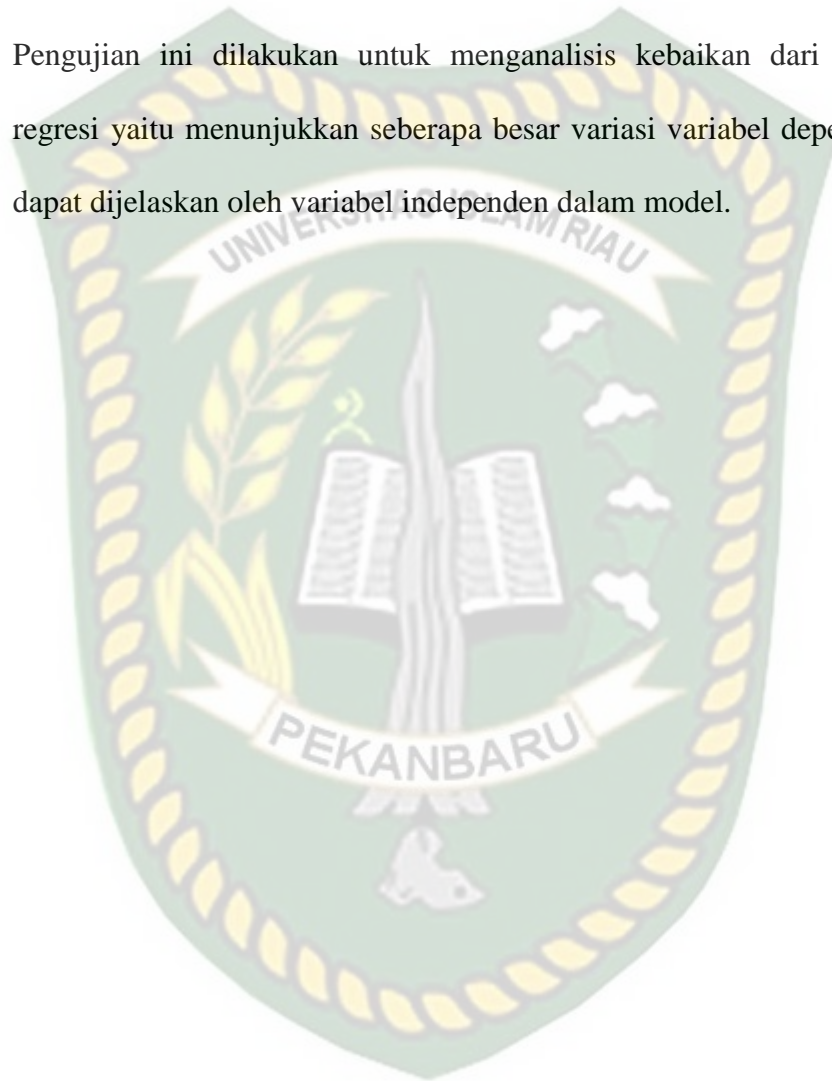 Pengujian ini dilakukan untuk menganalisis kebaikan dari
regresi yaitu menunjukkan seberapa besar variasi variabel depe
dapat dijelaskan oleh variabel independen dalam model.
UNIVERSITAS ISLAM RIAU
PEKANBARU